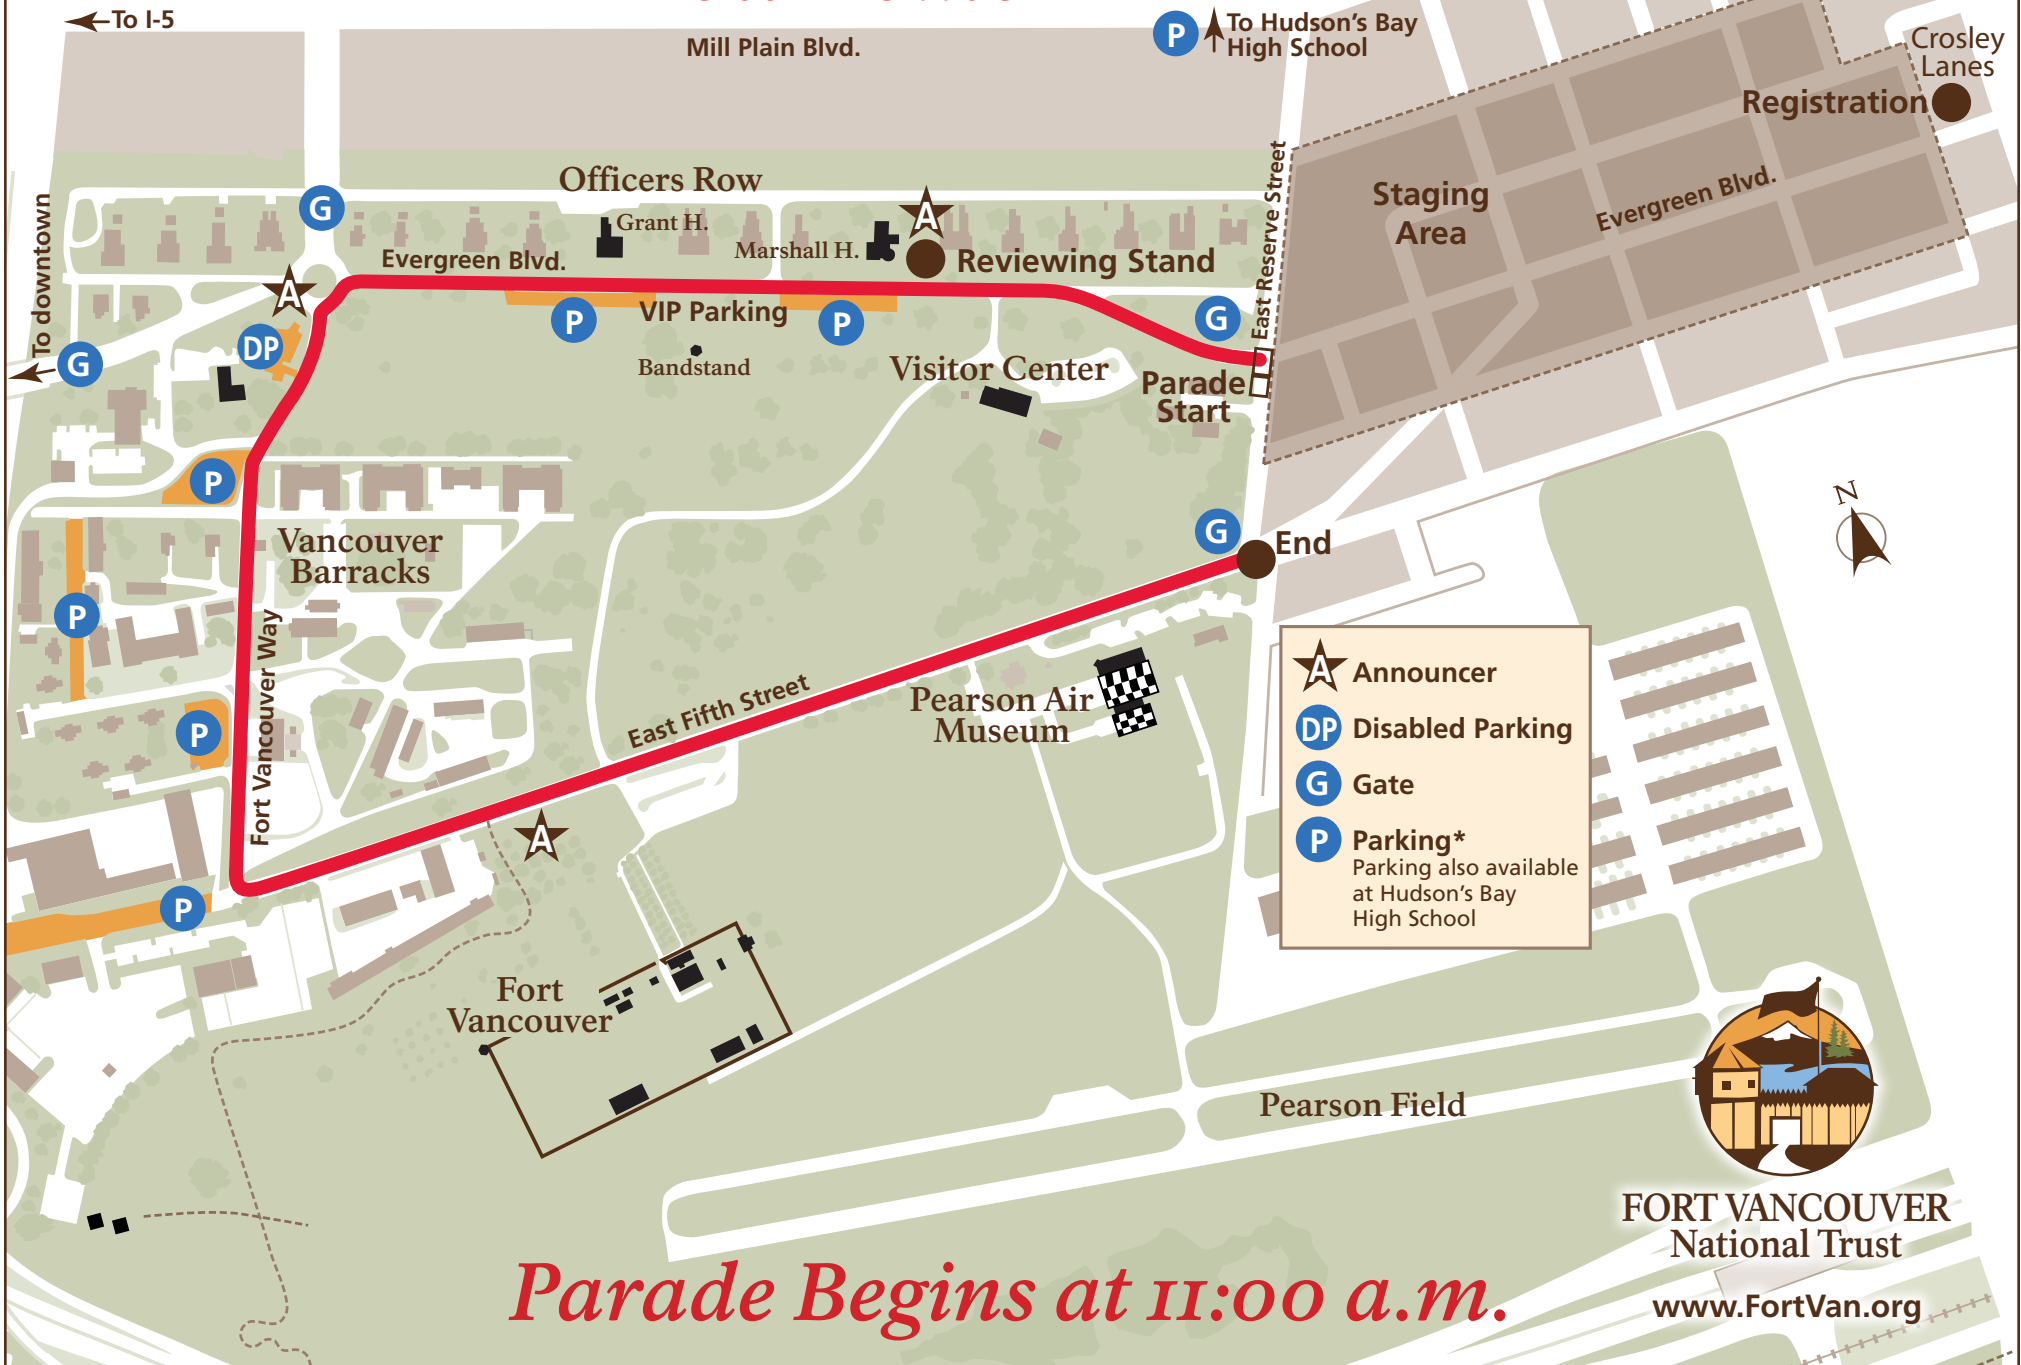 To I-5
Mill Plain Blvd.
P
To Hudson's Bay
High School
Crosley
Lanes
Registration
Officers Row
G
Grant H.
A
Marshall H.
Reviewing Stand
Evergreen Blvd.
Staging
Area
Evergreen Blvd.
East Reserve Street
To downtown
A
VIP Parking
P
P
G
DP
G
Bandstand
Visitor Center
Parade
Start
P
N
Vancouver
Barracks
G
End
P
Fort Vancouver Way
East Fifth Street
Pearson Air
Museum
P
A
P
A Announcer
DP Disabled Parking
G Gate
P Parking*
Parking also available
at Hudson's Bay
High School
Fort
Vancouver
Pearson Field
FORT VANCOUVER
National Trust
www.FortVan.org
Parade Begins at 11:00 a.m.